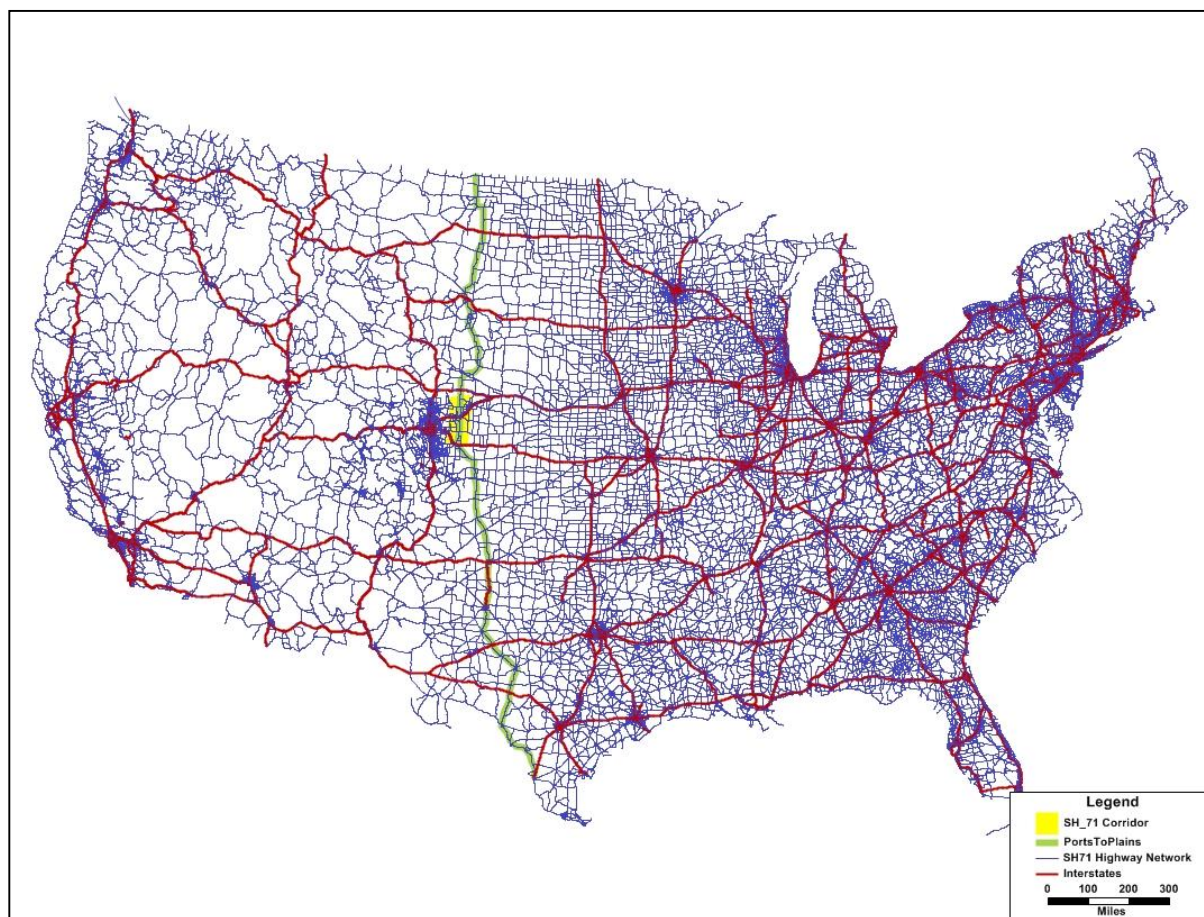 Legend
SH_71 Corridor
PortsToPlains
SH71 Highway Network
Interstates
0 100 200 300
Miles